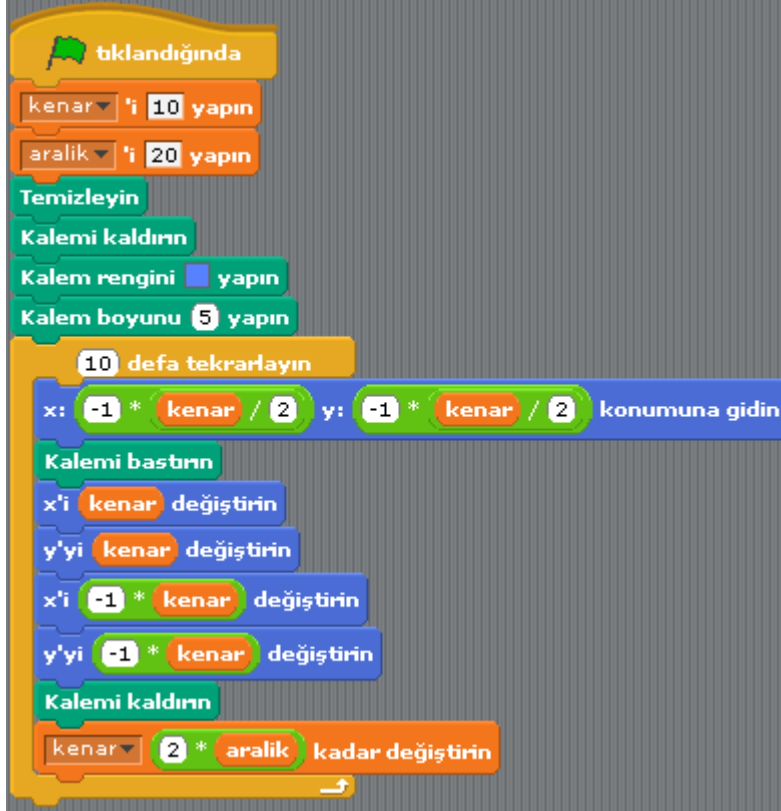 tıklandığında
kenar 'i 10 yapın
aralik 'i 20 yapın
Temizleyin
Kalemi kaldırın
Kalem rengini yapın
Kalem boyunu 5 yapın
10 defa tekrarlayın
x: -1 * kenar / 2 y: -1 * kenar / 2 konumuna gidin
Kalemi bastırın
x'i kenar değiştirin
y'yi kenar değiştirin
x'i -1 * kenar değiştirin
y'yi -1 * kenar değiştirin
Kalemi kaldırın
kenar 2 * aralik kadar değiştirin